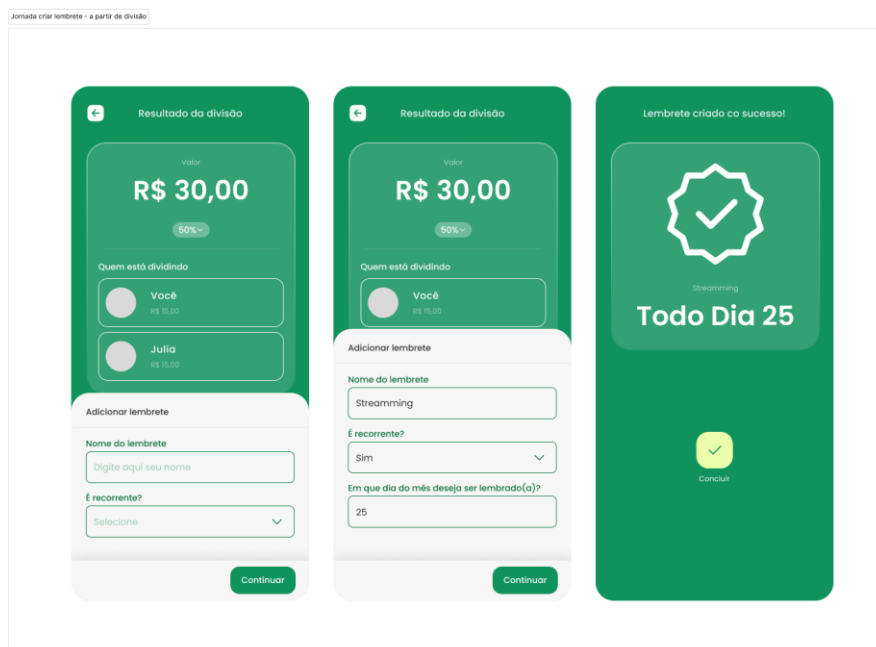 Jornada criar lembrete - a partir de divisão
Resultado da divisão
Valor
R$ 30,00
50%
Quem está dividindo
Você
R$ 15,00
Julia
R$ 15,00
Adicionar lembrete
Nome do lembrete
Digite aqui seu nome
É recorrente?
Selecione
Continuar
Resultado da divisão
Valor
R$ 30,00
50%
Quem está dividindo
Você
R$ 15,00
Adicionar lembrete
Nome do lembrete
Streamming
É recorrente?
Sim
Em que dia do mês deseja ser lembrado(a)?
25
Continuar
Lembrete criado co sucesso!
Streamming
Todo Dia 25
Concluir